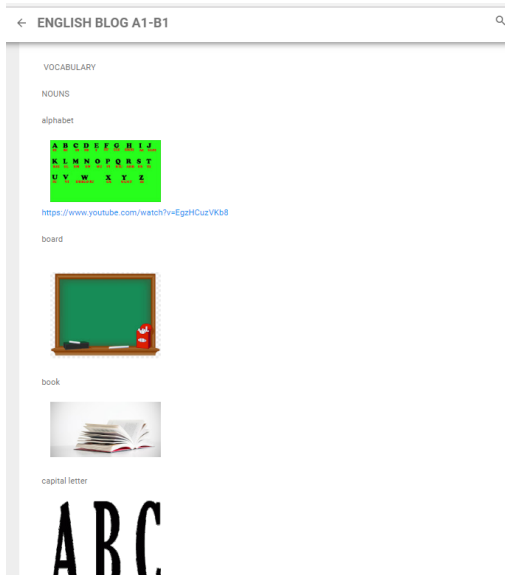 ENGLISH BLOG A1-B1
VOCABULARY
NOUNS
alphabet
A B C D E F G H I J
K L M N O P Q R S T
U V W X Y Z
https://www.youtube.com/watch?v=EgzHCuzVKb8
board
book
capital letter
ABC